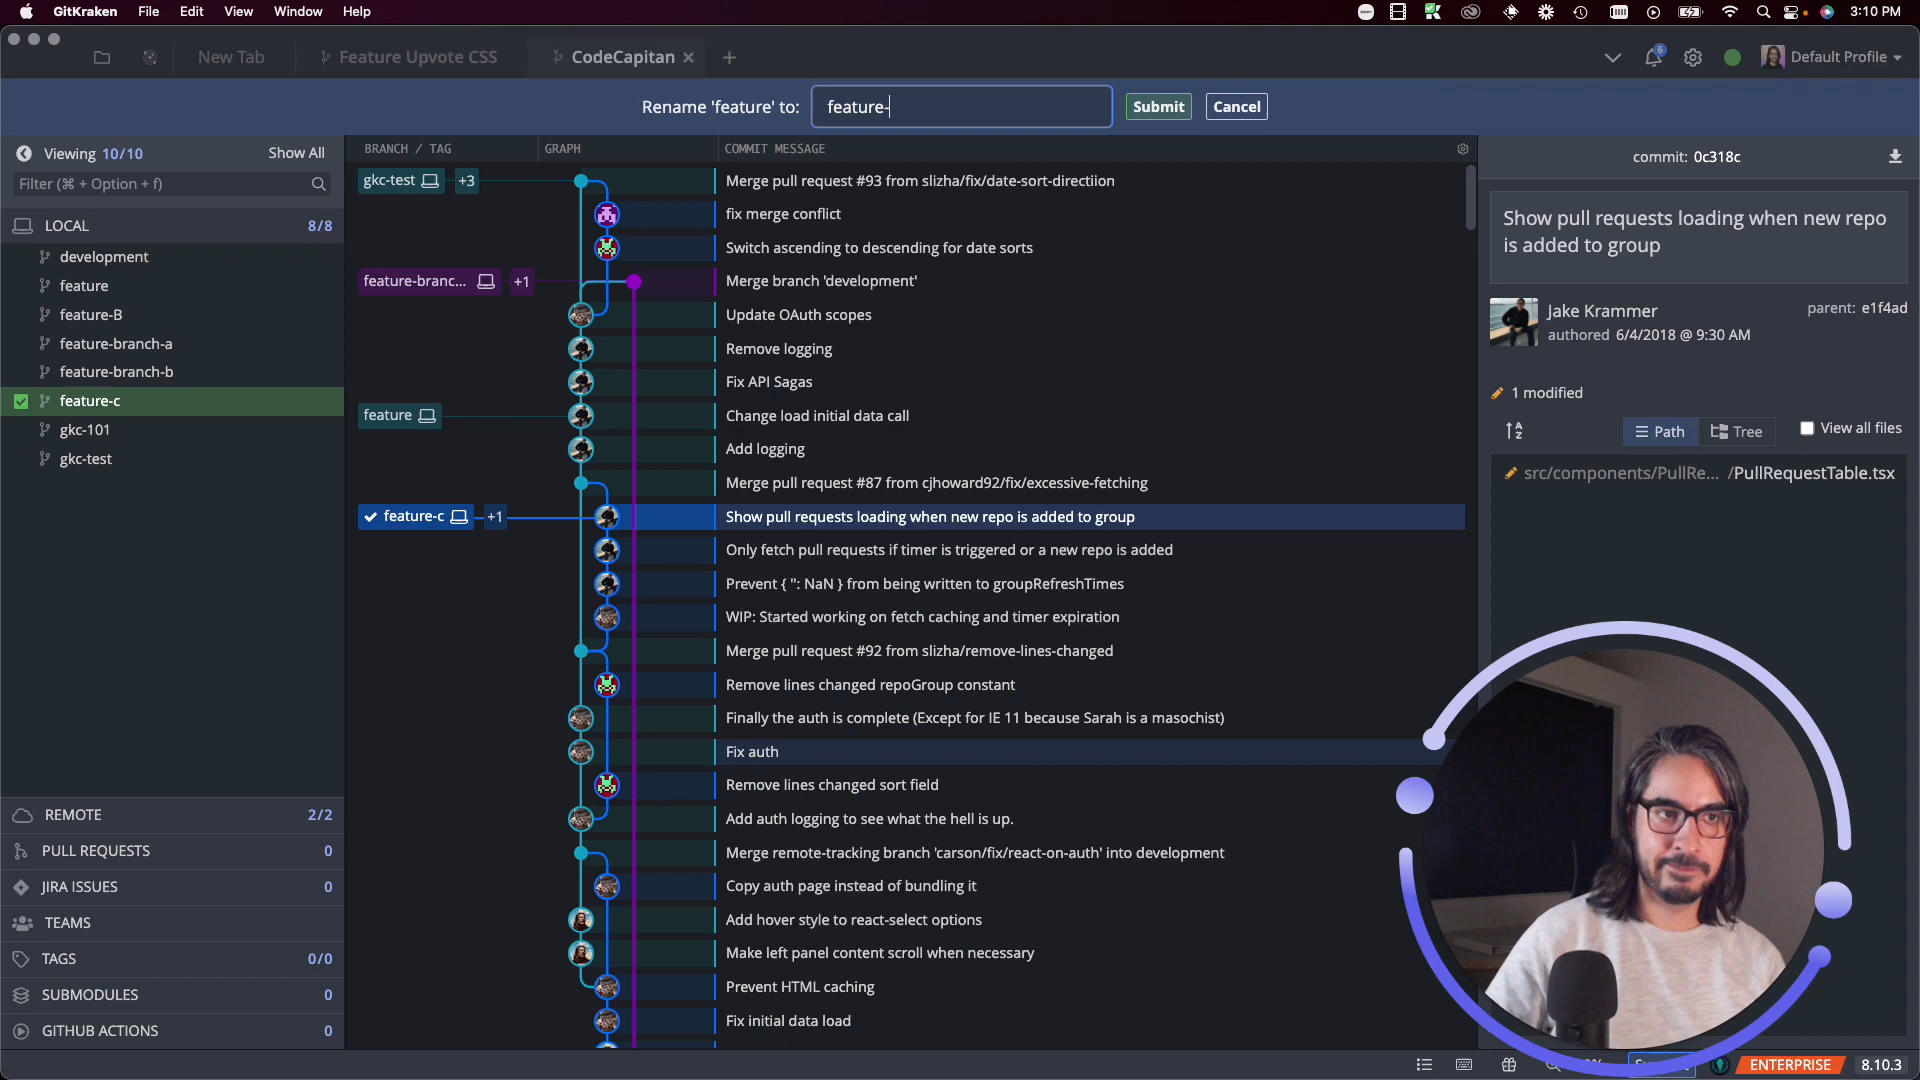 GitKraken File Edit View Window Help 3:10 PM
New Tab Feature Upvote CSS CodeCapitan 6 Default Profile
Rename 'feature' to: feature- Submit Cancel
Viewing 10/10 Show All
Filter (⌘ + Option + f)
LOCAL 8/8
development
feature
feature-B
feature-branch-a
feature-branch-b
feature-c
gkc-101
gkc-test
REMOTE 2/2
PULL REQUESTS 0
JIRA ISSUES 0
TEAMS
TAGS 0/0
SUBMODULES 0
GITHUB ACTIONS 0
BRANCH / TAG GRAPH COMMIT MESSAGE
gkc-test +3 Merge pull request #93 from slizha/fix/date-sort-directiion
fix merge conflict
Switch ascending to descending for date sorts
feature-branc... +1 Merge branch 'development'
Update OAuth scopes
Remove logging
Fix API Sagas
feature Change load initial data call
Add logging
Merge pull request #87 from cjhoward92/fix/excessive-fetching
feature-c +1 Show pull requests loading when new repo is added to group
Only fetch pull requests if timer is triggered or a new repo is added
Prevent { '': NaN } from being written to groupRefreshTimes
WIP: Started working on fetch caching and timer expiration
Merge pull request #92 from slizha/remove-lines-changed
Remove lines changed repoGroup constant
Finally the auth is complete (Except for IE 11 because Sarah is a masochist)
Fix auth
Remove lines changed sort field
Add auth logging to see what the hell is up.
Merge remote-tracking branch 'carson/fix/react-on-auth' into development
Copy auth page instead of bundling it
Add hover style to react-select options
Make left panel content scroll when necessary
Prevent HTML caching
Fix initial data load
commit: 0c318c
Show pull requests loading when new repo
is added to group
Jake Krammer parent: e1f4ad
authored 6/4/2018 @ 9:30 AM
1 modified
Path Tree View all files
src/components/PullRe... /PullRequestTable.tsx
ENTERPRISE 8.10.3